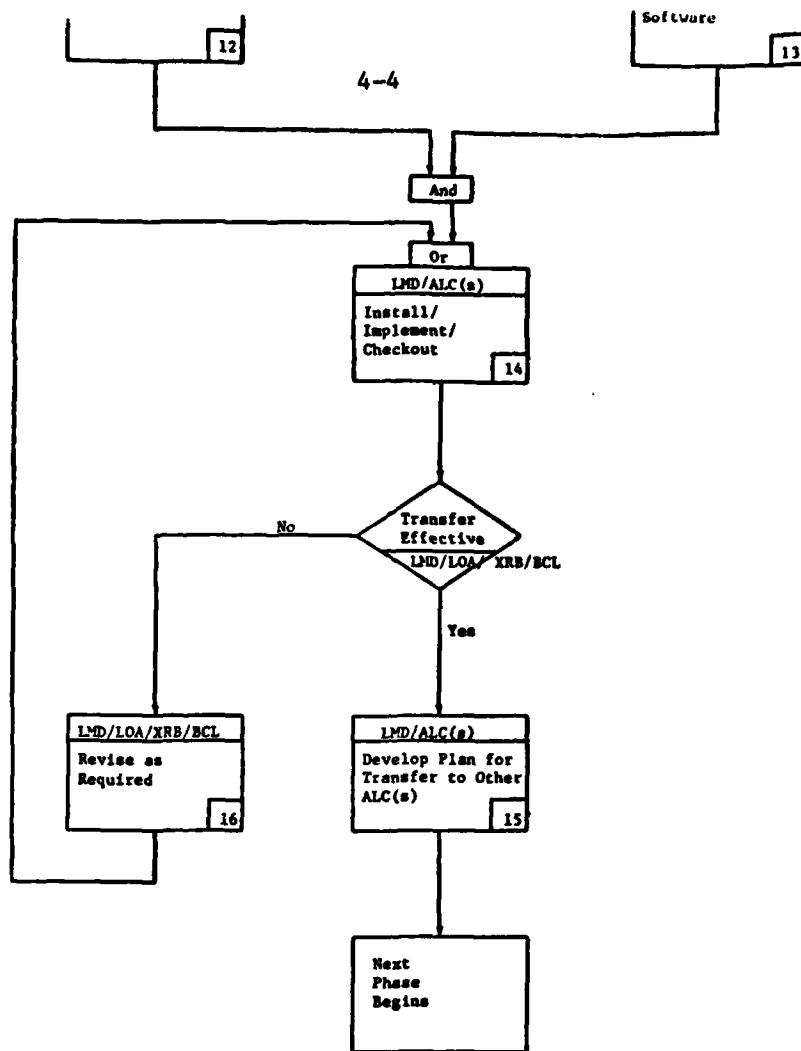 Software
12
13
4-4
And
Or
LMD/ALC(s)
Install/
Implement/
Checkout
14
Transfer
Effective
LMD/LOA/ XRB/BCL
No
Yes
LMD/LOA/XRB/BCL
Revise as
Required
16
LMD/ALC(s)
Develop Plan for
Transfer to Other
ALC(s)
15
Next
Phase
Begins